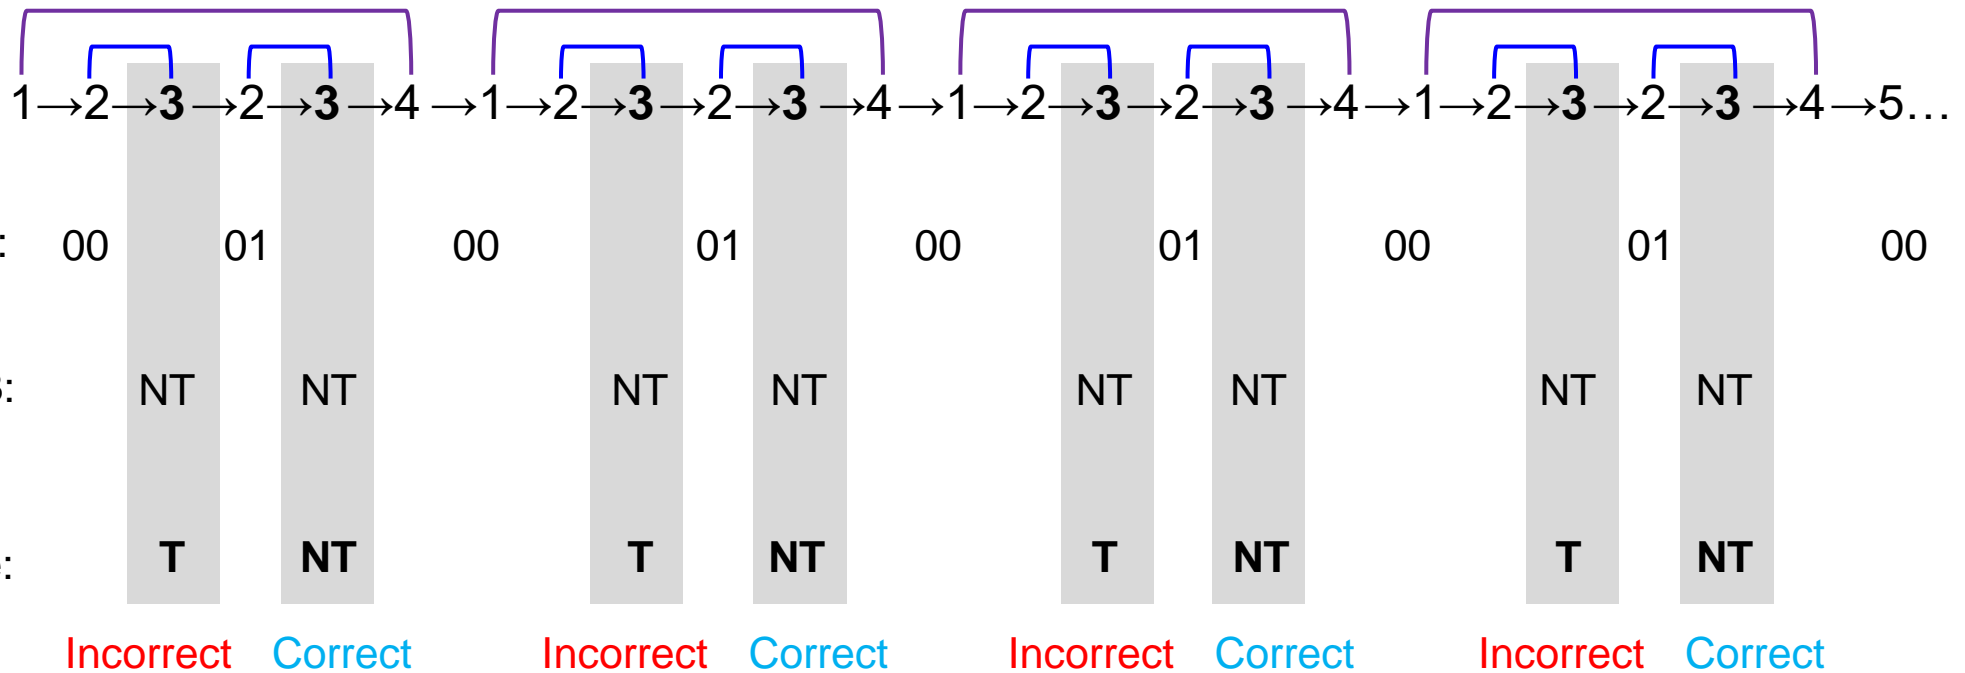 1→2→3→2→3→4→1→2→3→2→3→4→1→2→3→2→3→4→1→2→3→2→3→4→5…
: 00 01 00 01 00 01 00 01 00
: NT NT NT NT NT NT NT NT
: T NT T NT T NT T NT
Incorrect Correct Incorrect Correct Incorrect Correct Incorrect Correct